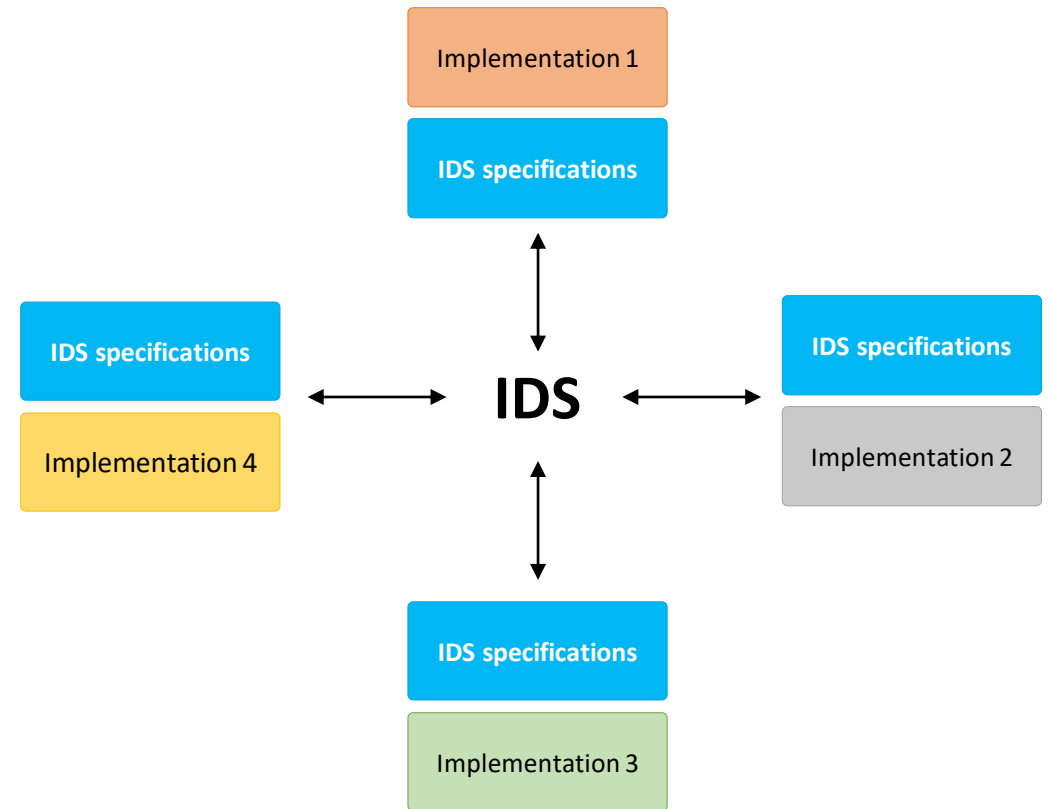 Implementation 1
IDS specifications
IDS specifications
Implementation 4
IDS
IDS specifications
Implementation 2
IDS specifications
Implementation 3